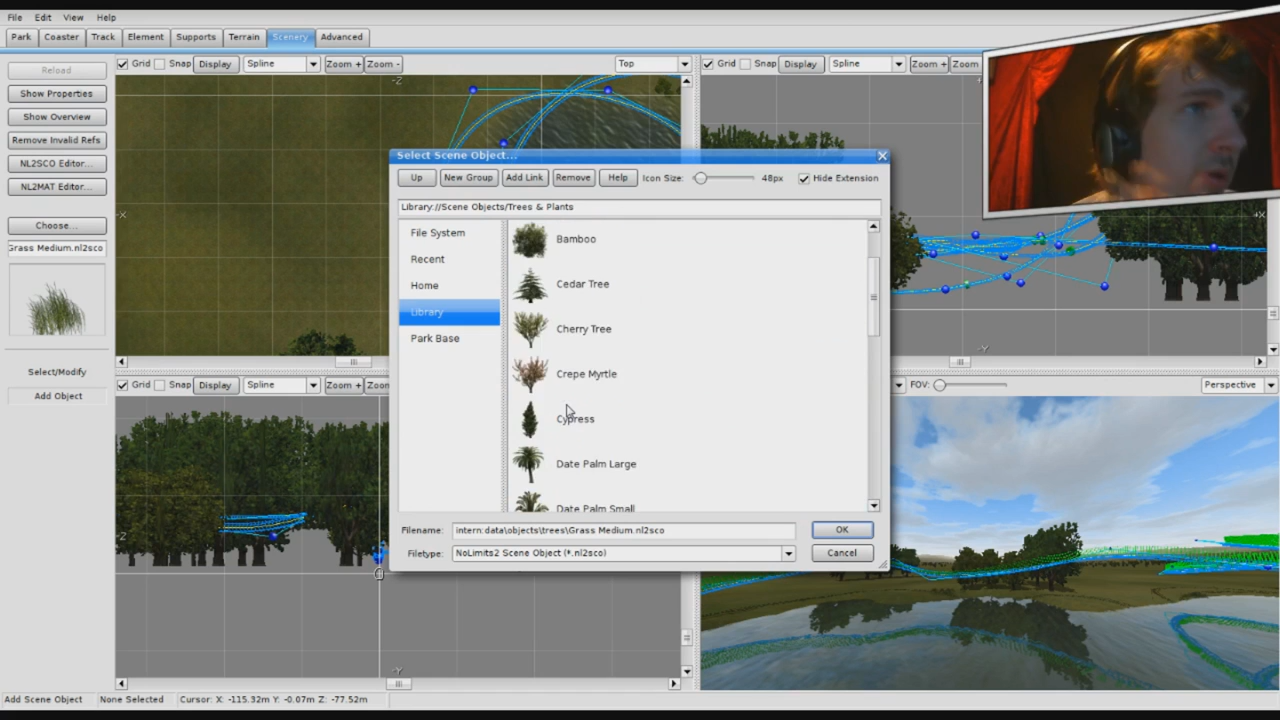 File Edit View Help
Park Coaster Track Element Supports Terrain Scenery Advanced
Reload
Show Properties
Show Overview
Remove Invalid Refs
NL2SCO Editor...
NL2MAT Editor...
Choose...
Grass Medium.nl2sco
Select/Modify
Add Object
Grid Snap Display Spline Zoom + Zoom - Top
Grid Snap Display Spline Zoom + Zoom
-Z
-X
Select Scene Object...
Up New Group Add Link Remove Help Icon Size: 48px Hide Extension
Library://Scene Objects/Trees & Plants
File System
Recent
Home
Library
Park Base
Bamboo
Cedar Tree
Cherry Tree
Crepe Myrtle
Cypress
Date Palm Large
Date Palm Small
Filename: intern:data\objects\trees\Grass Medium.nl2sco OK
Filetype: NoLimits2 Scene Object (*.nl2sco) Cancel
+X
-Y
Grid Snap Display Spline Zoom + Zoom
FOV: Perspective
-Z
-Y
Add Scene Object None Selected Cursor: X: -115.32m Y: -0.07m Z: -77.52m